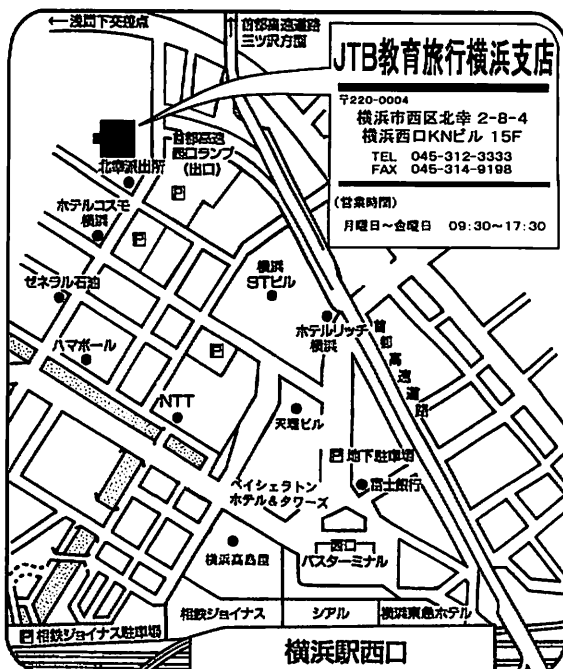 ←浅間下交差点
↑首都高速道路
三ツ沢方面
JTB教育旅行横浜支店
〒220-0004
横浜市西区北幸 2-8-4
横浜西口KNビル 15F
TEL 045-312-3333
FAX 045-314-9198
(営業時間)
月曜日～金曜日 09:30～17:30
首都高速
西口ランプ
(出口)
北幸派出所
P
ホテルコスモ
横浜
P
横浜
STビル
ゼネラル石油
ホテルリッチ
横浜
首都高速道路
ハマボール
P
NTT
天理ビル
P 地下駐車場
ベイシェラトン
ホテル&タワーズ
富士銀行
横浜高島屋
西口
バスターミナル
相鉄ジョイナス
シアル
横浜東急ホテル
P 相鉄ジョイナス駐車場
横浜駅西口